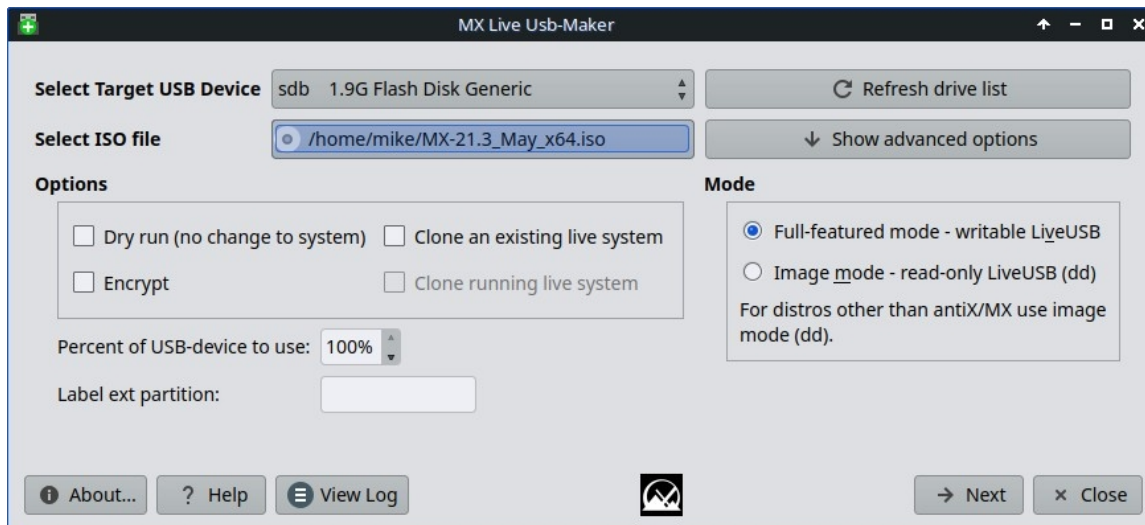 MX Live Usb-Maker
Select Target USB Device sdb 1.9G Flash Disk Generic Refresh drive list
Select ISO file /home/mike/MX-21.3_May_x64.iso Show advanced options
Options Mode
Dry run (no change to system) Clone an existing live system
Encrypt Clone running live system
Percent of USB-device to use: 100%
Label ext partition:
Full-featured mode - writable LiveUSB
Image mode - read-only LiveUSB (dd)
For distros other than antiX/MX use image
mode (dd).
About... ? Help View Log Next Close